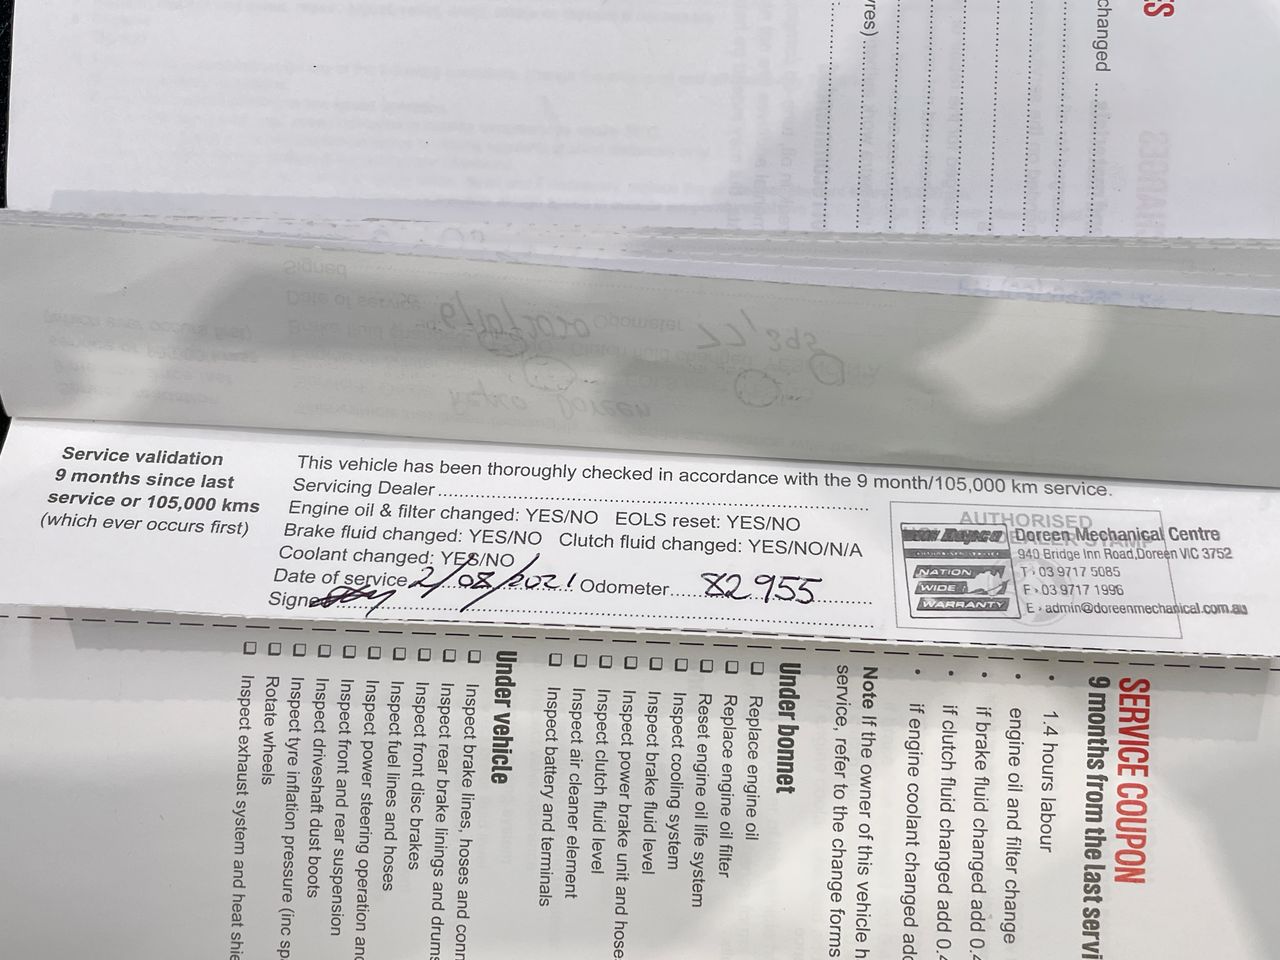 changed
yres)
Service validation
9 months since last
service or 105,000 kms
(which ever occurs first)
This vehicle has been thoroughly checked in accordance with the 9 month/105,000 km service.
Servicing Dealer
Engine oil & filter changed: YES/NO EOLS reset: YES/NO
Brake fluid changed: YES/NO Clutch fluid changed: YES/NO/N/A
Coolant changed: YES/NO
Date of service 2/08/2021 Odometer 82955
Signe
AUTHORISED
Doreen Mechanical Centre
940 Bridge Inn Road,Doreen VIC 3752
T › 03 9717 5085
F › 03 9717 1996
E › admin@doreenmechanical.com.au
NATION
WIDE
WARRANTY
SERVICE COUPON
9 months from the last servi
• 1.4 hours labour
• engine oil and filter change
• if brake fluid changed add 0.4
• if clutch fluid changed add 0.4
• if engine coolant changed add
Note If the owner of this vehicle h
service, refer to the change forms
Under bonnet
❑ Replace engine oil
❑ Replace engine oil filter
❑ Reset engine oil life system
❑ Inspect cooling system
❑ Inspect brake fluid level
❑ Inspect power brake unit and hose
❑ Inspect clutch fluid level
❑ Inspect air cleaner element
❑ Inspect battery and terminals
Under vehicle
❑ Inspect brake lines, hoses and conn
❑ Inspect rear brake linings and drums
❑ Inspect front disc brakes
❑ Inspect fuel lines and hoses
❑ Inspect power steering operation and
❑ Inspect front and rear suspension
❑ Inspect driveshaft dust boots
❑ Inspect tyre inflation pressure (inc sp
❑ Rotate wheels
❑ Inspect exhaust system and heat shie